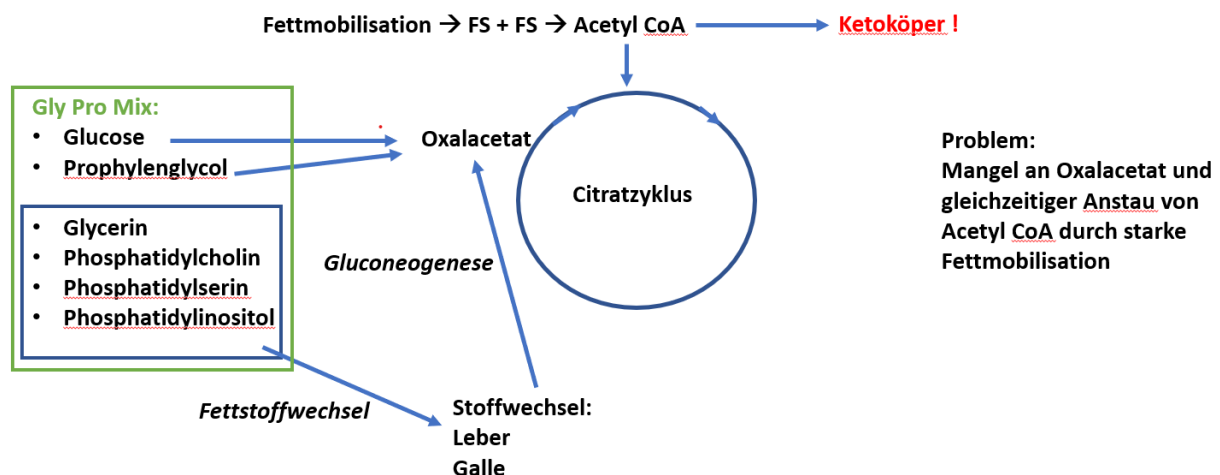 Fettmobilisation → FS + FS → Acetyl CoA
Ketoköper !
Gly Pro Mix:
• Glucose
• Prophylenglycol
• Glycerin
• Phosphatidylcholin
• Phosphatidylserin
• Phosphatidylinositol
Oxalacetat
Citratzyklus
Gluconeogenese
Fettstoffwechsel
Stoffwechsel:
Leber
Galle
Problem:
Mangel an Oxalacetat und
gleichzeitiger Anstau von
Acetyl CoA durch starke
Fettmobilisation